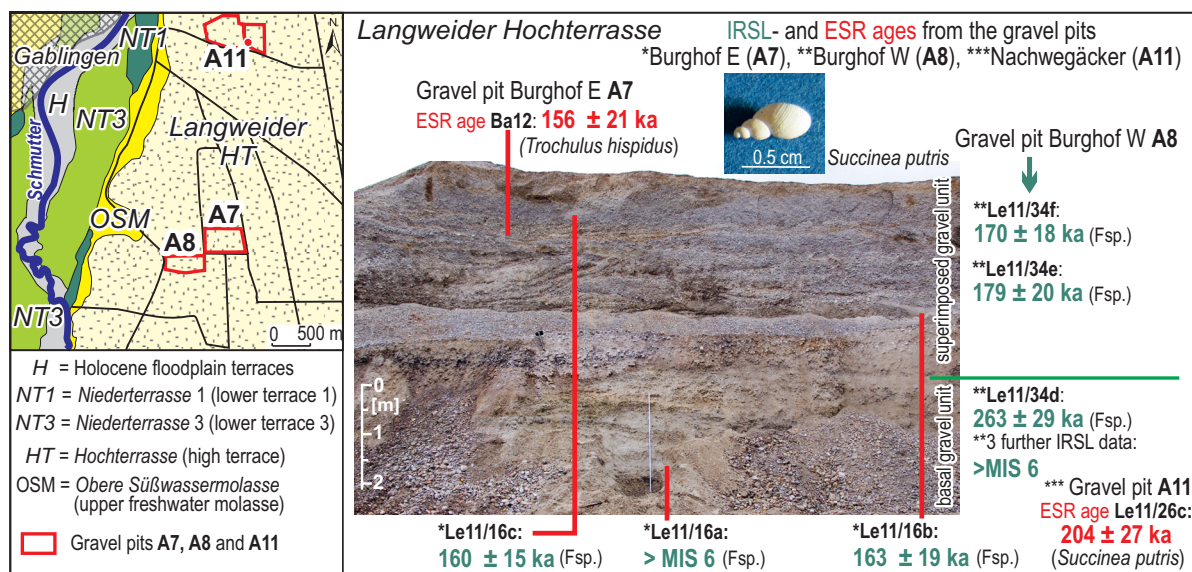 Gablingen
NT1
A11
N
H
NT3
Schmutter
Langweider
HT
OSM
A7
A8
NT3
0 500 m
H = Holocene floodplain terraces
NT1 = Niederterrasse 1 (lower terrace 1)
NT3 = Niederterrasse 3 (lower terrace 3)
HT = Hochterrasse (high terrace)
OSM = Obere Süßwassermolasse
(upper freshwater molasse)
Gravel pits A7, A8 and A11
Langweider Hochterrasse
IRSL- and ESR ages from the gravel pits
*Burghof E (A7), **Burghof W (A8), ***Nachwegäcker (A11)
Gravel pit Burghof E A7
ESR age Ba12: 156 ± 21 ka
(Trochulus hispidus)
0.5 cm
Succinea putris
Gravel pit Burghof W A8
**Le11/34f:
170 ± 18 ka (Fsp.)
**Le11/34e:
179 ± 20 ka (Fsp.)
superimposed gravel unit
basal gravel unit
**Le11/34d:
263 ± 29 ka (Fsp.)
**3 further IRSL data:
>MIS 6
*** Gravel pit A11
ESR age Le11/26c:
204 ± 27 ka
(Succinea putris)
0
[m]
1
2
*Le11/16c:
160 ± 15 ka (Fsp.)
*Le11/16a:
> MIS 6 (Fsp.)
*Le11/16b:
163 ± 19 ka (Fsp.)